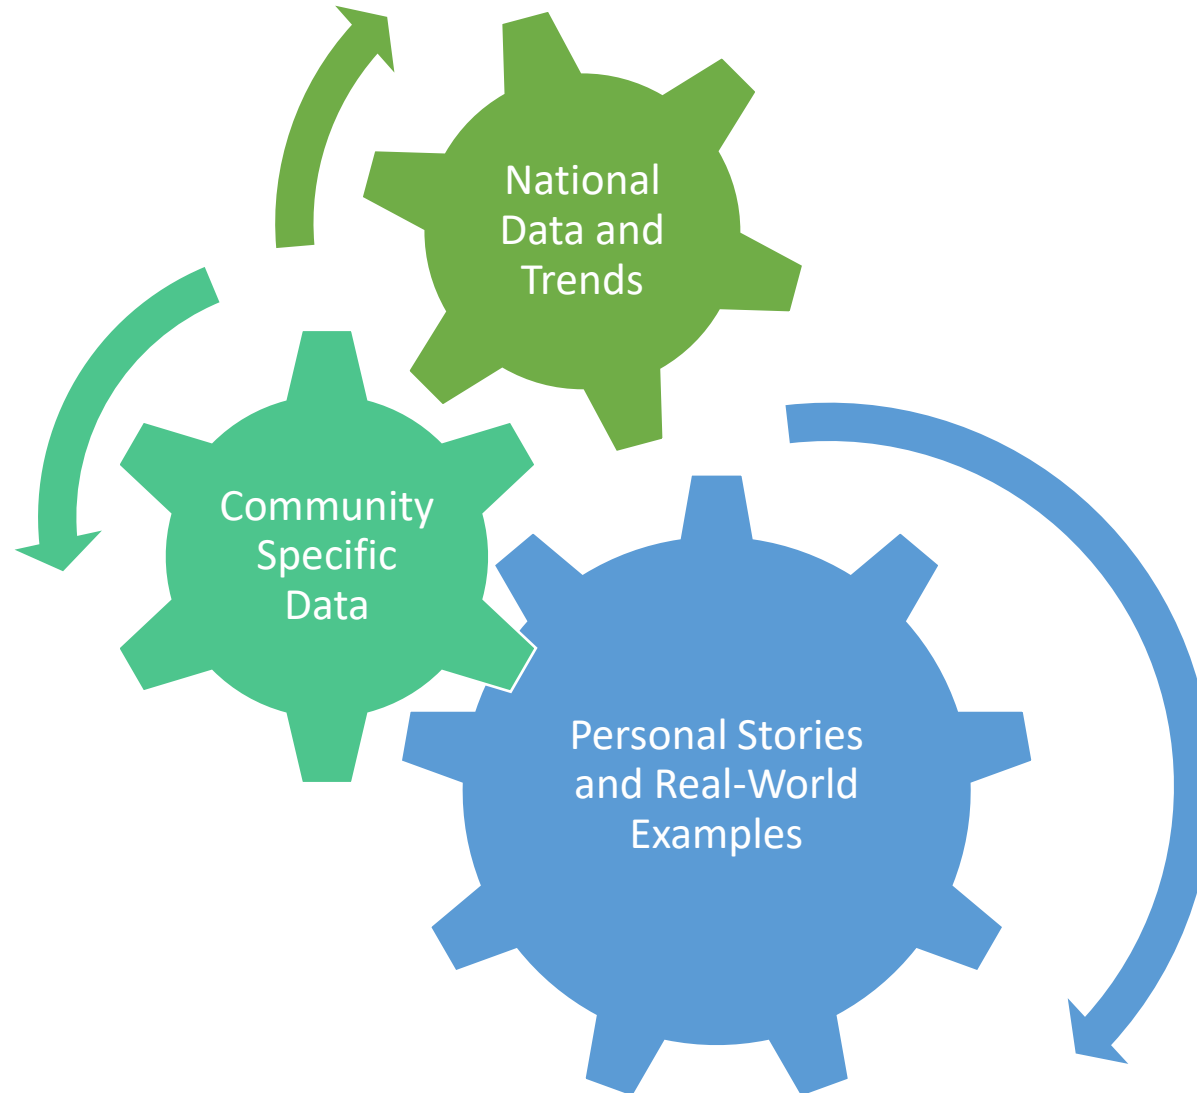 National
Data and
Trends
Community
Specific
Data
Personal Stories
and Real-World
Examples